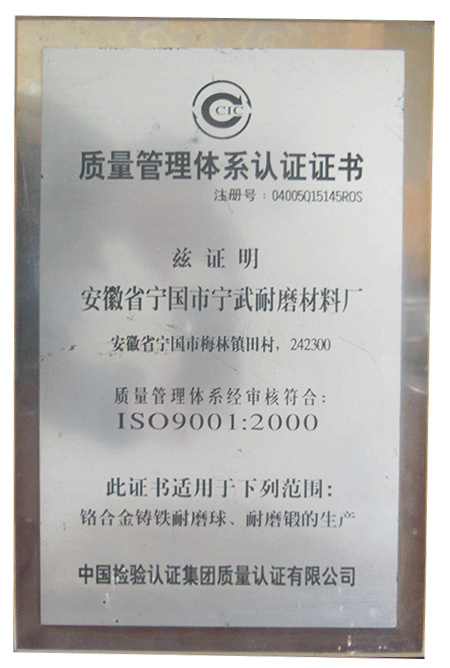 CIC
质量管理体系认证证书
注册号：04005Q15145R0S
兹证明
安徽省宁国市宁武耐磨材料厂
安徽省宁国市梅林镇田村，242300
质量管理体系经审核符合：
ISO9001:2000
此证书适用于下列范围：
铬合金铸铁耐磨球、耐磨锻的生产
中国检验认证集团质量认证有限公司